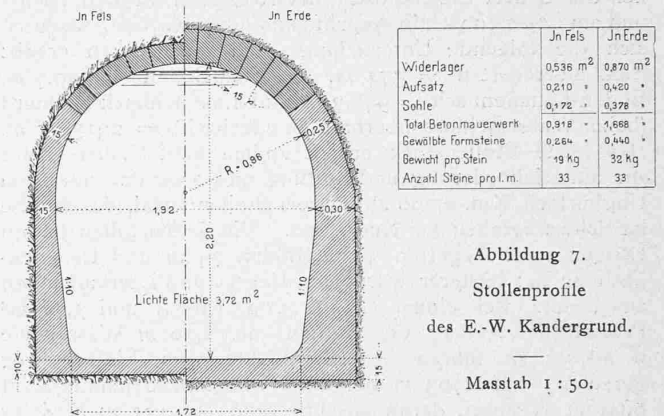 Jn Fels
Jn Erde
15
15
0,25
R = 0,96
15
1,92
0,30
2,20
1:10
1:10
Lichte Fläche 3,72 m²
10
15
1,72
Jn Fels Jn Erde
Widerlager 0,536 m² 0,870 m²
Aufsatz 0,210 " 0,420 "
Sohle 0,172 " 0,378 "
Total Betonmauerwerk 0,918 " 1,668 "
Gewölbte Formsteine 0,264 " 0,440 "
Gewicht pro Stein 19 kg 32 kg
Anzahl Steine pro l.m. 33 33
Abbildung 7.
Stollenprofile
des E.-W. Kandergrund.
Masstab 1 : 50.